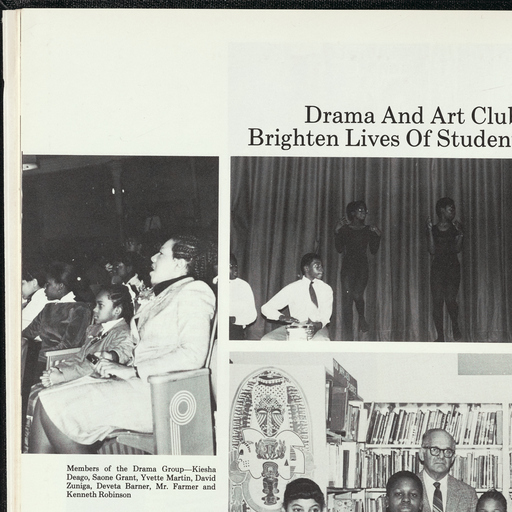 Drama And Art Club
Brighten Lives Of Studen
Members of the Drama Group—Kiesha
Deago, Saone Grant, Yvette Martin, David
Zuniga, Deveta Barner, Mr. Farmer and
Kenneth Robinson